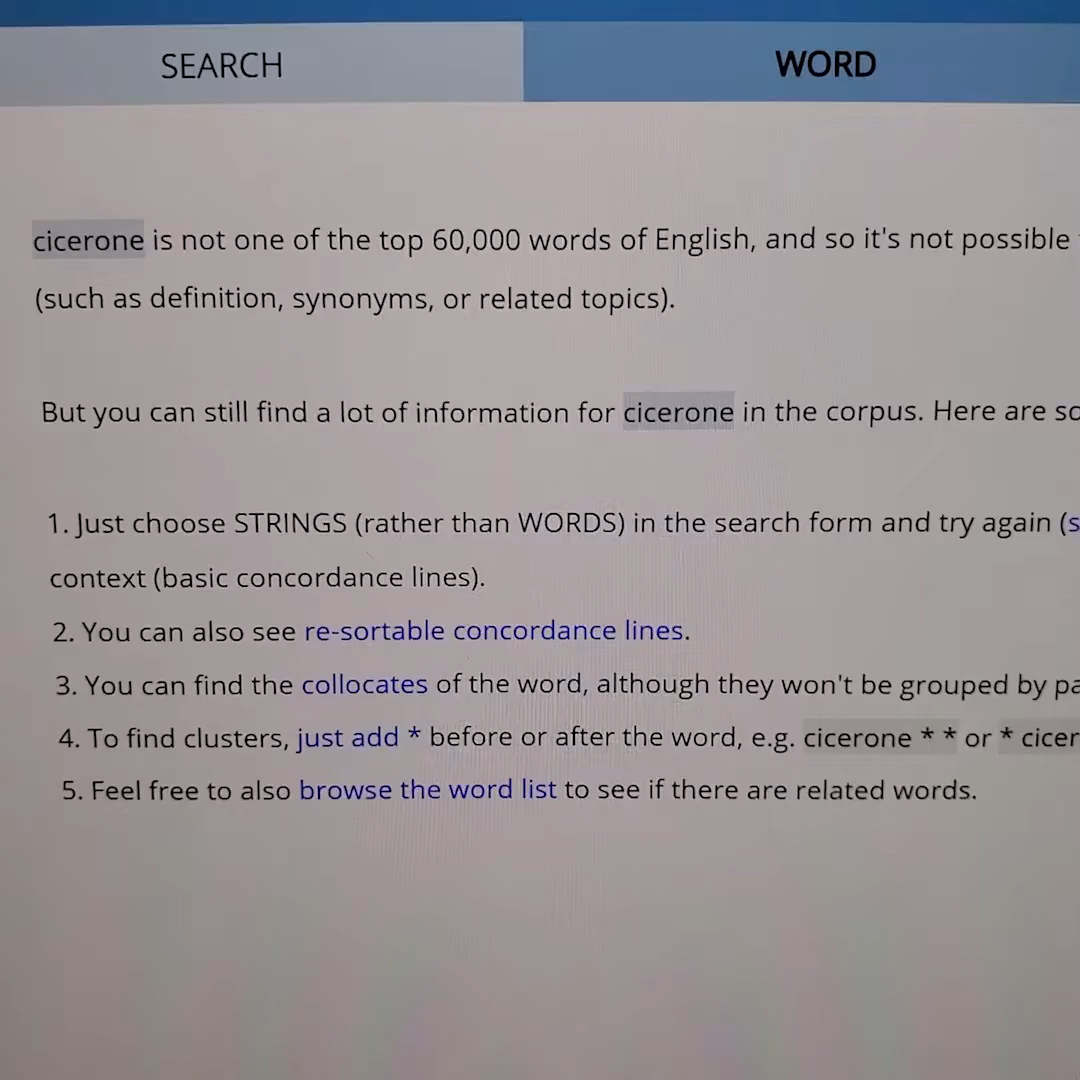 SEARCH WORD
cicerone is not one of the top 60,000 words of English, and so it's not possible
(such as definition, synonyms, or related topics).
But you can still find a lot of information for cicerone in the corpus. Here are
1. Just choose STRINGS (rather than WORDS) in the search form and try again (
context (basic concordance lines).
2. You can also see re-sortable concordance lines.
3. You can find the collocates of the word, although they won't be grouped by
4. To find clusters, just add * before or after the word, e.g. cicerone * * or *
5. Feel free to also browse the word list to see if there are related words.